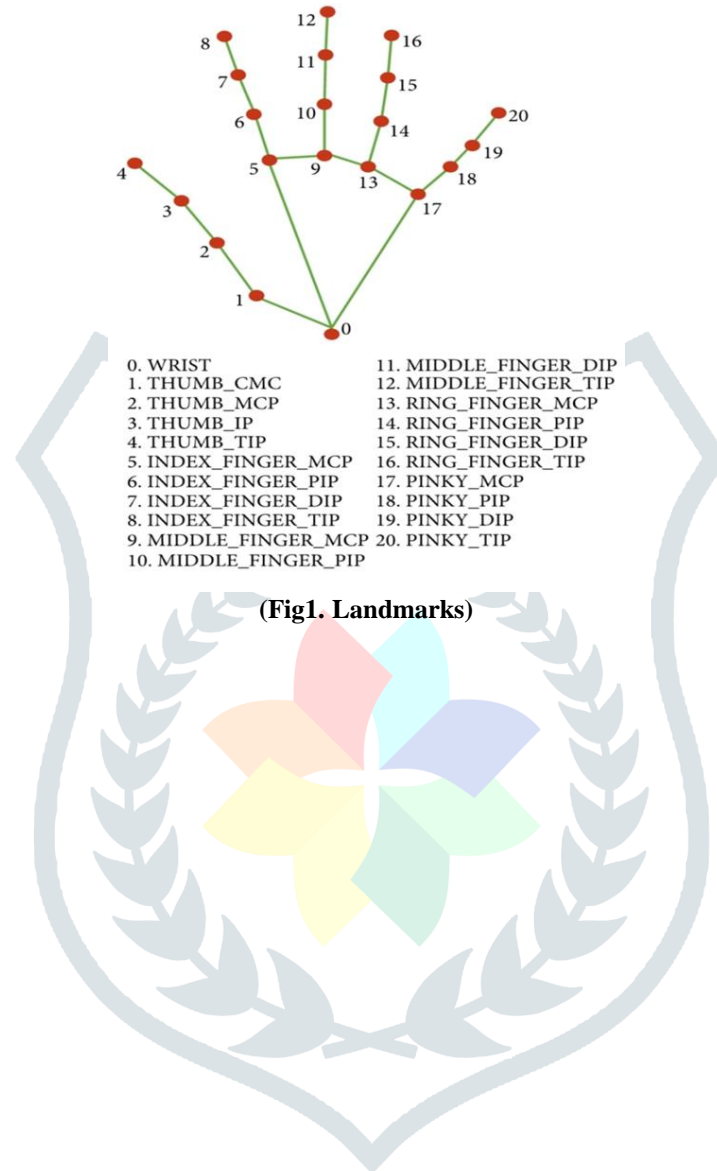 12
8
16
11
7
15
10
6
14
20
9
19
5
13
18
4
17
3
2
1
0
0. WRIST
1. THUMB_CMC
2. THUMB_MCP
3. THUMB_IP
4. THUMB_TIP
5. INDEX_FINGER_MCP
6. INDEX_FINGER_PIP
7. INDEX_FINGER_DIP
8. INDEX_FINGER_TIP
9. MIDDLE_FINGER_MCP
10. MIDDLE_FINGER_PIP
11. MIDDLE_FINGER_DIP
12. MIDDLE_FINGER_TIP
13. RING_FINGER_MCP
14. RING_FINGER_PIP
15. RING_FINGER_DIP
16. RING_FINGER_TIP
17. PINKY_MCP
18. PINKY_PIP
19. PINKY_DIP
20. PINKY_TIP
(Fig1. Landmarks)